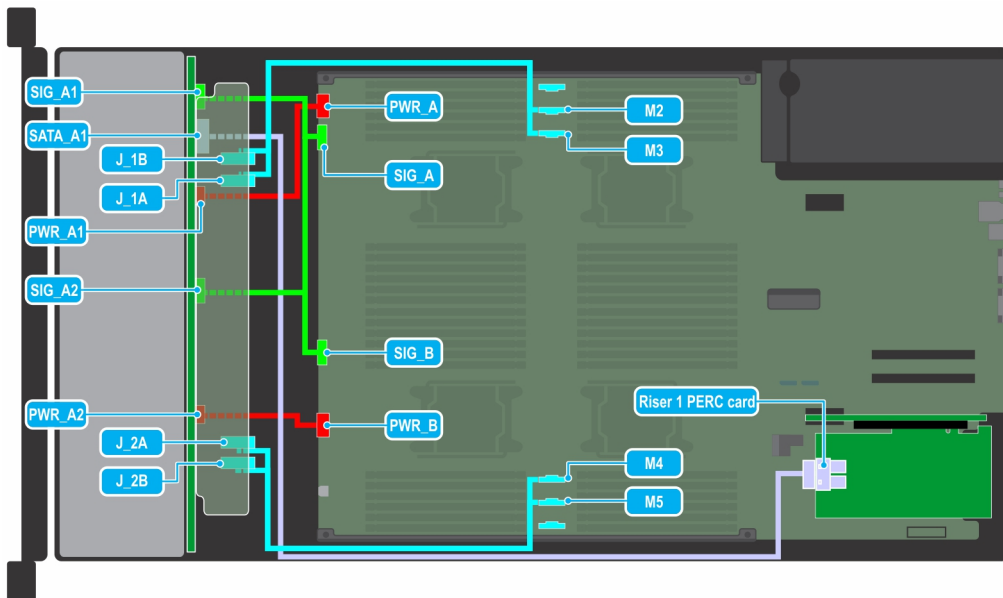 SIG_A1
SATA_A1
J_1B
J_1A
PWR_A1
SIG_A2
PWR_A2
J_2A
J_2B
PWR_A
SIG_A
SIG_B
PWR_B
M2
M3
M4
M5
Riser 1 PERC card